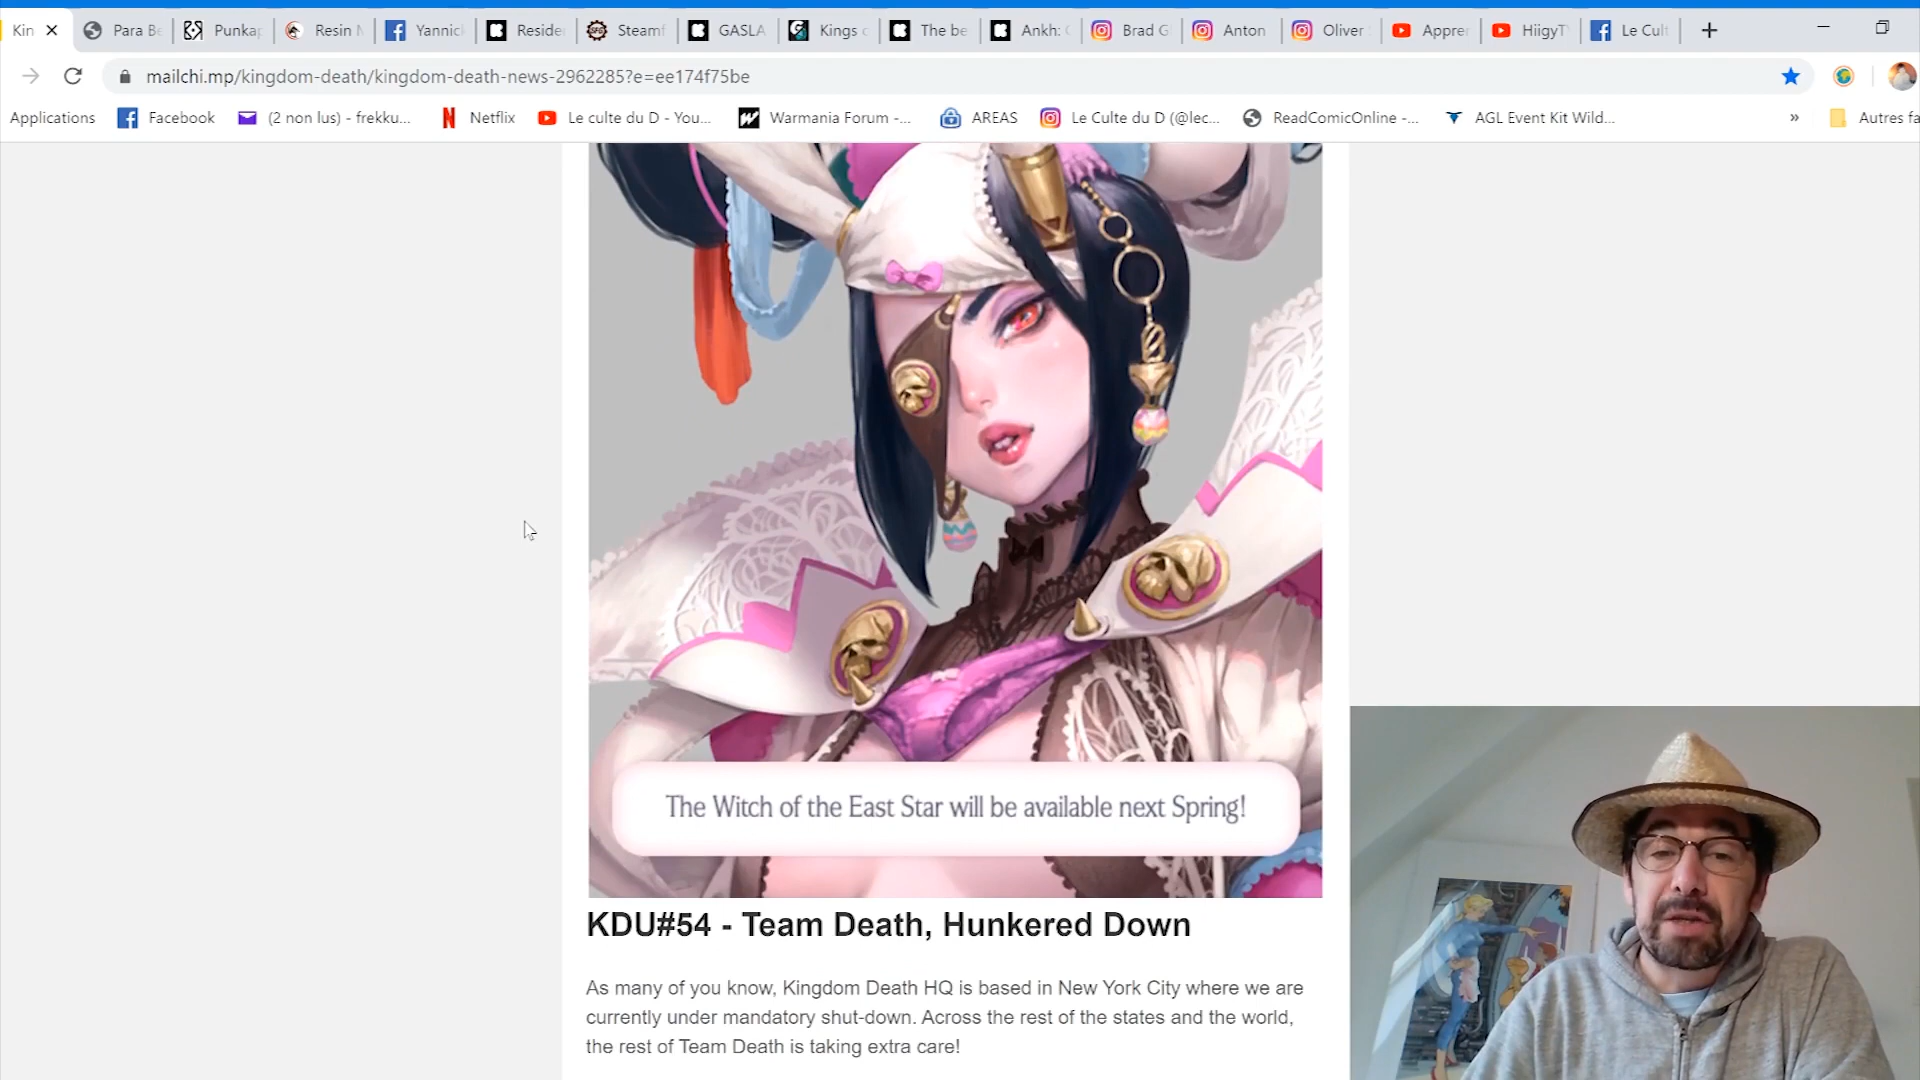 Kin
Para Be
Punkap
Resin M
Yannick
Reside
Steamf
GASLA
Kings o
The be
Ankh: G
Brad G
Anton
Oliver
Apprer
HiigyTV
Le Cult
mailchi.mp/kingdom-death/kingdom-death-news-2962285?e=ee174f75be
Applications
Facebook
(2 non lus) - frekku...
Netflix
Le culte du D - You...
Warmania Forum -...
AREAS
Le Culte du D (@lec...
ReadComicOnline -...
AGL Event Kit Wild...
»
Autres fa
The Witch of the East Star will be available next Spring!
KDU#54 - Team Death, Hunkered Down
As many of you know, Kingdom Death HQ is based in New York City where we are
currently under mandatory shut-down. Across the rest of the states and the world,
the rest of Team Death is taking extra care!